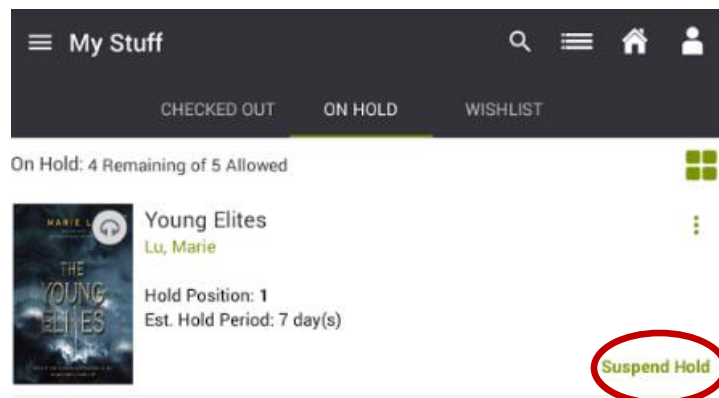 My Stuff
CHECKED OUT ON HOLD WISHLIST
On Hold: 4 Remaining of 5 Allowed
Young Elites
Lu, Marie
Hold Position: 1
Est. Hold Period: 7 day(s)
Suspend Hold
MARIE L
THE
YOUNG
ELITES